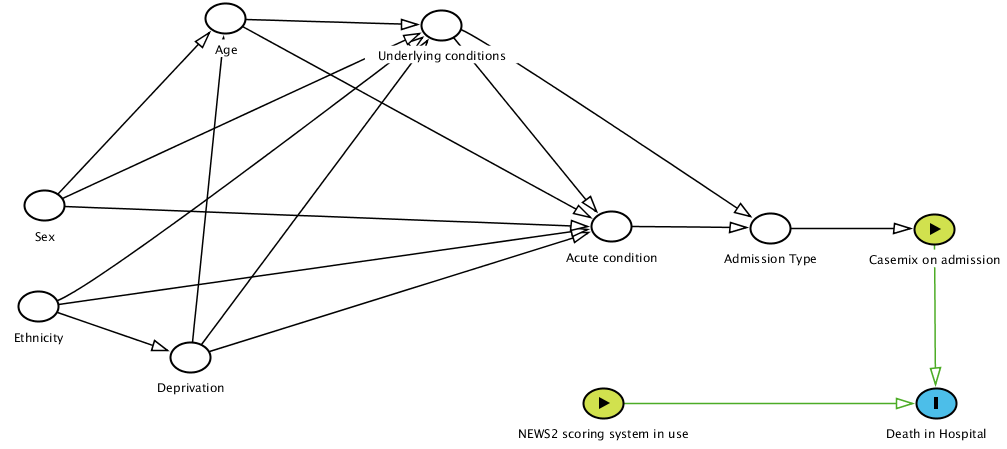 Age
Underlying conditions
Sex
Acute condition
Admission Type
Casemix on admission
Ethnicity
Deprivation
NEWS2 scoring system in use
Death in Hospital